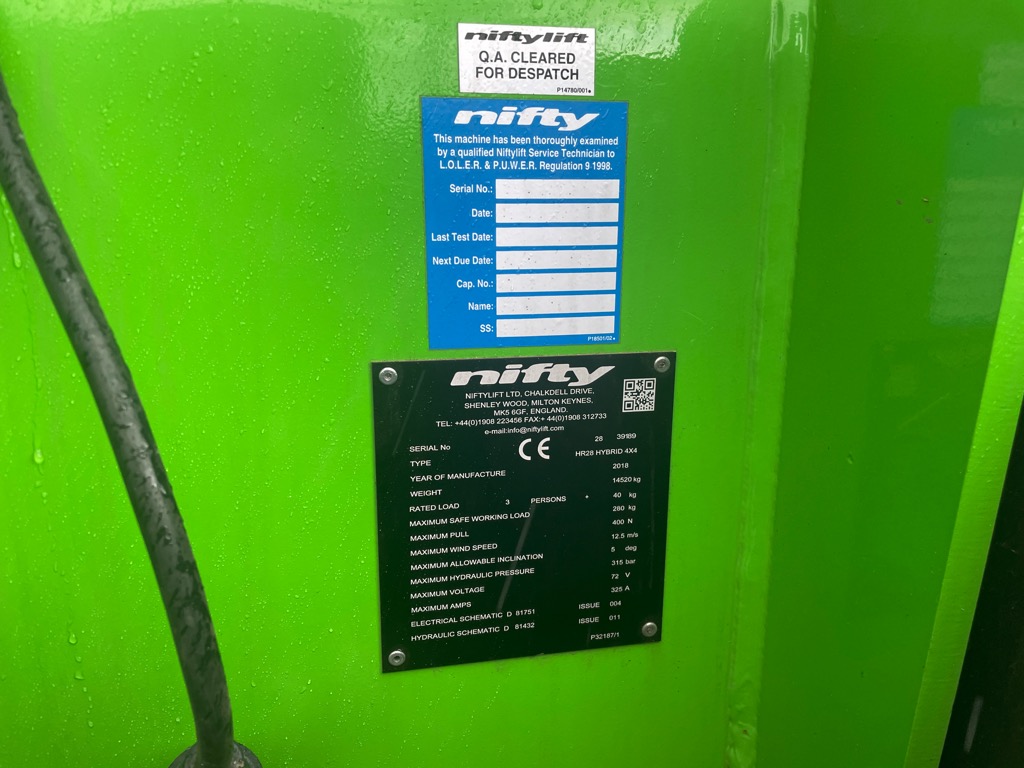 niftylift
Q.A. CLEARED
FOR DESPATCH
P14780/001
nifty
This machine has been thoroughly examined
by a qualified Niftylift Service Technician to
L.O.L.E.R. & P.U.W.E.R. Regulation 9 1998.
Serial No.:
Date:
Last Test Date:
Next Due Date:
Cap. No.:
Name:
SS:
P18501/02
nifty
NIFTYLIFT LTD, CHALKDELL DRIVE,
SHENLEY WOOD, MILTON KEYNES,
MK5 6GF, ENGLAND.
TEL: +44(0)1908 223456 FAX:+ 44(0)1908 312733
e-mail:info@niftylift.com
CE
SERIAL No 28 39189
TYPE HR28 HYBRID 4X4
YEAR OF MANUFACTURE 2018
WEIGHT 14520 kg
RATED LOAD 3 PERSONS + 40 kg
MAXIMUM SAFE WORKING LOAD 280 kg
MAXIMUM PULL 400 N
MAXIMUM WIND SPEED 12.5 m/s
MAXIMUM ALLOWABLE INCLINATION 5 deg
MAXIMUM HYDRAULIC PRESSURE 315 bar
MAXIMUM VOLTAGE 72 V
MAXIMUM AMPS 325 A
ELECTRICAL SCHEMATIC D 81751 ISSUE 004
HYDRAULIC SCHEMATIC D 81432 ISSUE 011
P32187/1